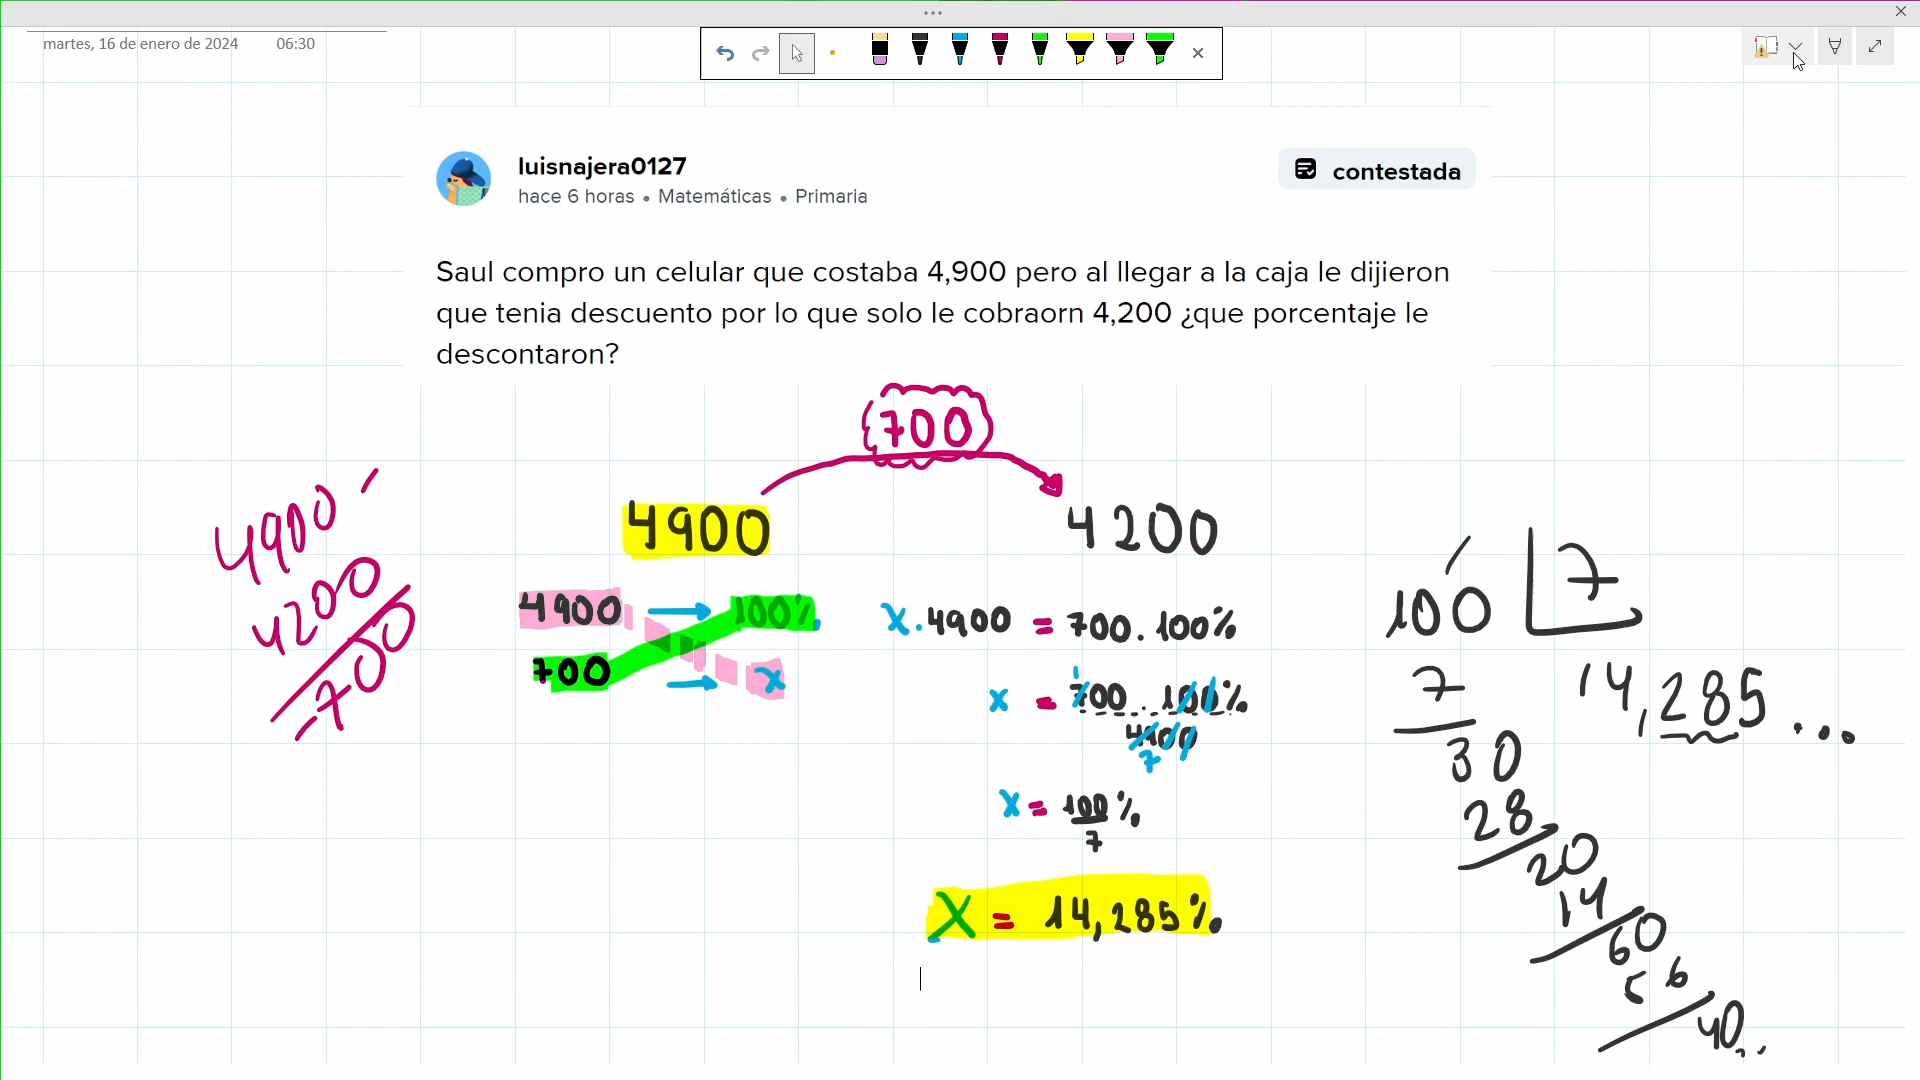 martes, 16 de enero de 2024 06:30
luisnajera0127
hace 6 horas • Matemáticas • Primaria
contestada
Saul compro un celular que costaba 4,900 pero al llegar a la caja le dijieron
que tenia descuento por lo que solo le cobraorn 4,200 ¿que porcentaje le
descontaron?
700
4900 4200
4900 -
4200
-700
4900 → 100%
700 → x
x . 4900 = 700 . 100%
x = 700 . 100%
1
4900
7
x = 100 %
7
x = 14,285%
100 7
7 14,285...
30
28
20
14
60
56
40..